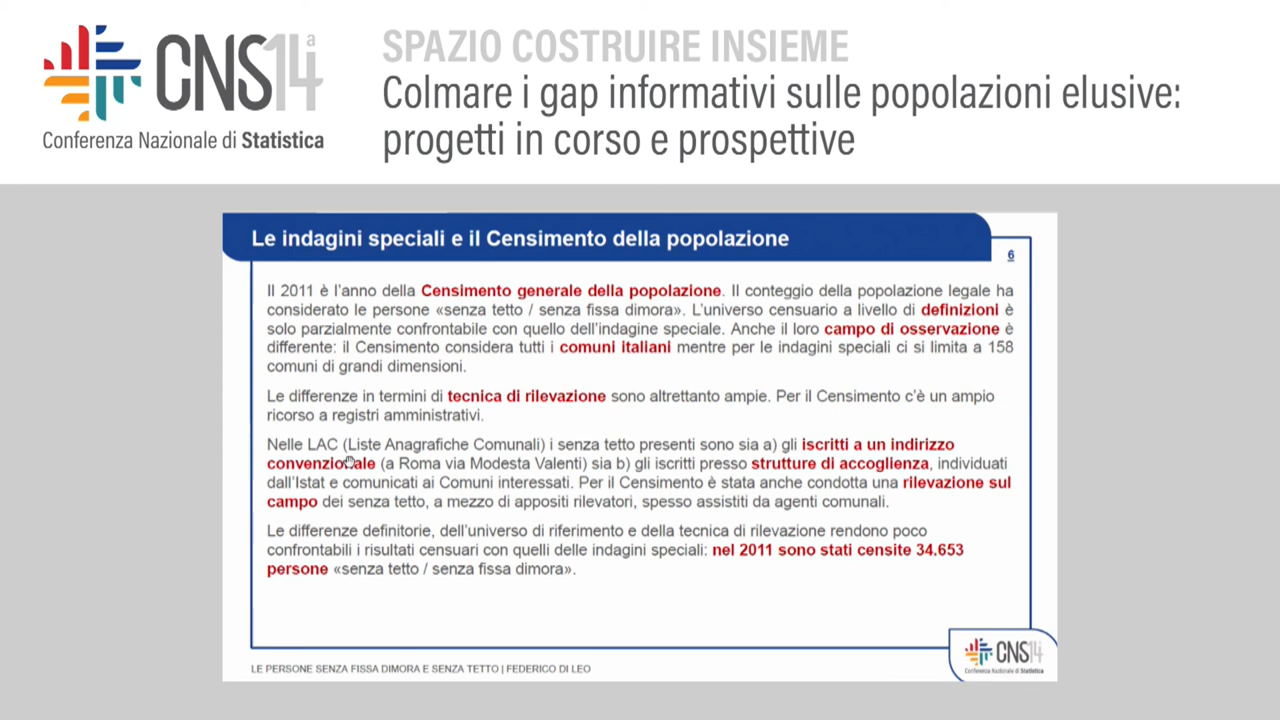 CNS14ª
Conferenza Nazionale di Statistica
SPAZIO COSTRUIRE INSIEME
Colmare i gap informativi sulle popolazioni elusive:
progetti in corso e prospettive
Le indagini speciali e il Censimento della popolazione
6
Il 2011 è l'anno della Censimento generale della popolazione. Il conteggio della popolazione legale ha
considerato le persone «senza tetto / senza fissa dimora». L'universo censuario a livello di definizioni è
solo parzialmente confrontabile con quello dell'indagine speciale. Anche il loro campo di osservazione è
differente: il Censimento considera tutti i comuni italiani mentre per le indagini speciali ci si limita a 158
comuni di grandi dimensioni.
Le differenze in termini di tecnica di rilevazione sono altrettanto ampie. Per il Censimento c'è un ampio
ricorso a registri amministrativi.
Nelle LAC (Liste Anagrafiche Comunali) i senza tetto presenti sono sia a) gli iscritti a un indirizzo
convenzionale (a Roma via Modesta Valenti) sia b) gli iscritti presso strutture di accoglienza, individuati
dall'Istat e comunicati ai Comuni interessati. Per il Censimento è stata anche condotta una rilevazione sul
campo dei senza tetto, a mezzo di appositi rilevatori, spesso assistiti da agenti comunali.
Le differenze definitorie, dell'universo di riferimento e della tecnica di rilevazione rendono poco
confrontabili i risultati censuari con quelli delle indagini speciali: nel 2011 sono stati censite 34.653
persone «senza tetto / senza fissa dimora».
LE PERSONE SENZA FISSA DIMORA E SENZA TETTO | FEDERICO DI LEO
CNS14
Conferenza Nazionale di Statistica